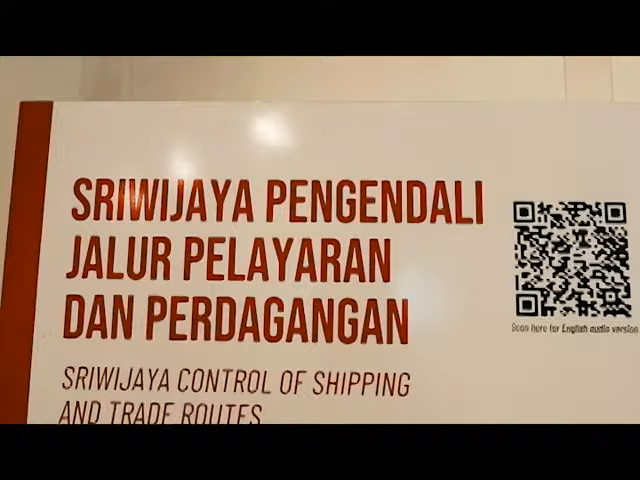 SRIWIJAYA PENGENDALI
JALUR PELAYARAN
DAN PERDAGANGAN
SRIWIJAYA CONTROL OF SHIPPING
AND TRADE ROUTES
Scan here for English audio version